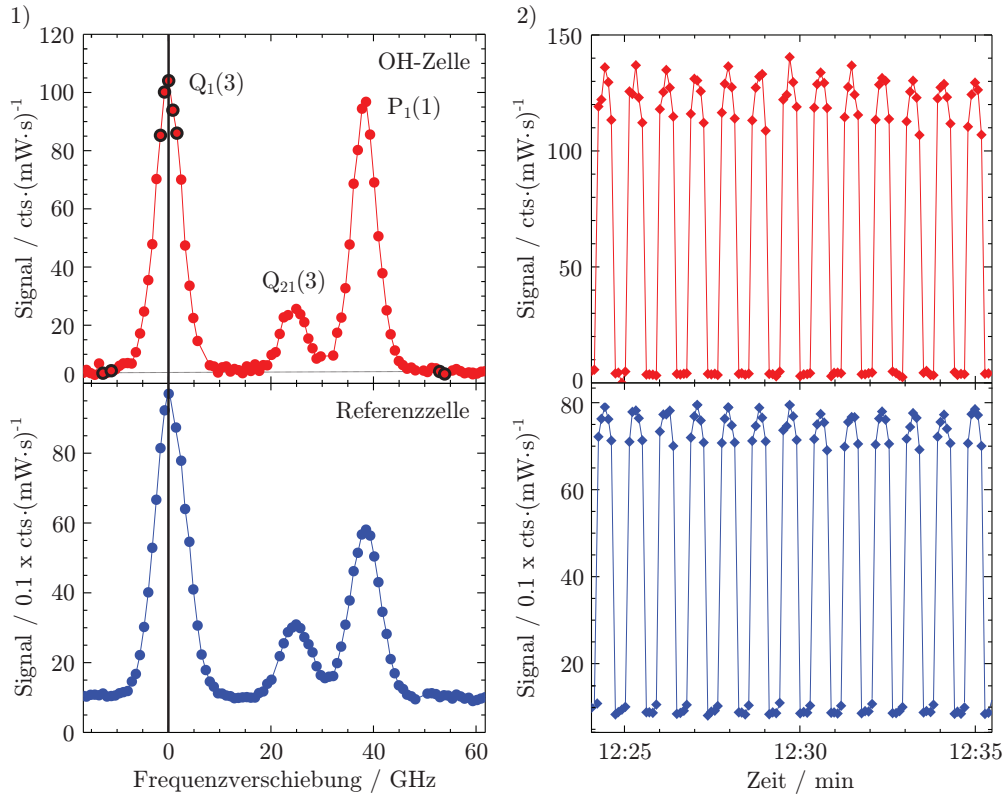 1)
Signal / cts·(mW·s)⁻¹
120
100
80
60
40
20
0
OH-Zelle
Q₁(3)
P₁(1)
Q₂₁(3)
Signal / 0.1 x cts·(mW·s)⁻¹
80
60
40
20
0
Referenzzelle
0
20
40
60
Frequenzverschiebung / GHz
2)
Signal / cts·(mW·s)⁻¹
150
100
50
0
Signal / 0.1 x cts·(mW·s)⁻¹
80
60
40
20
12:25
12:30
12:35
Zeit / min